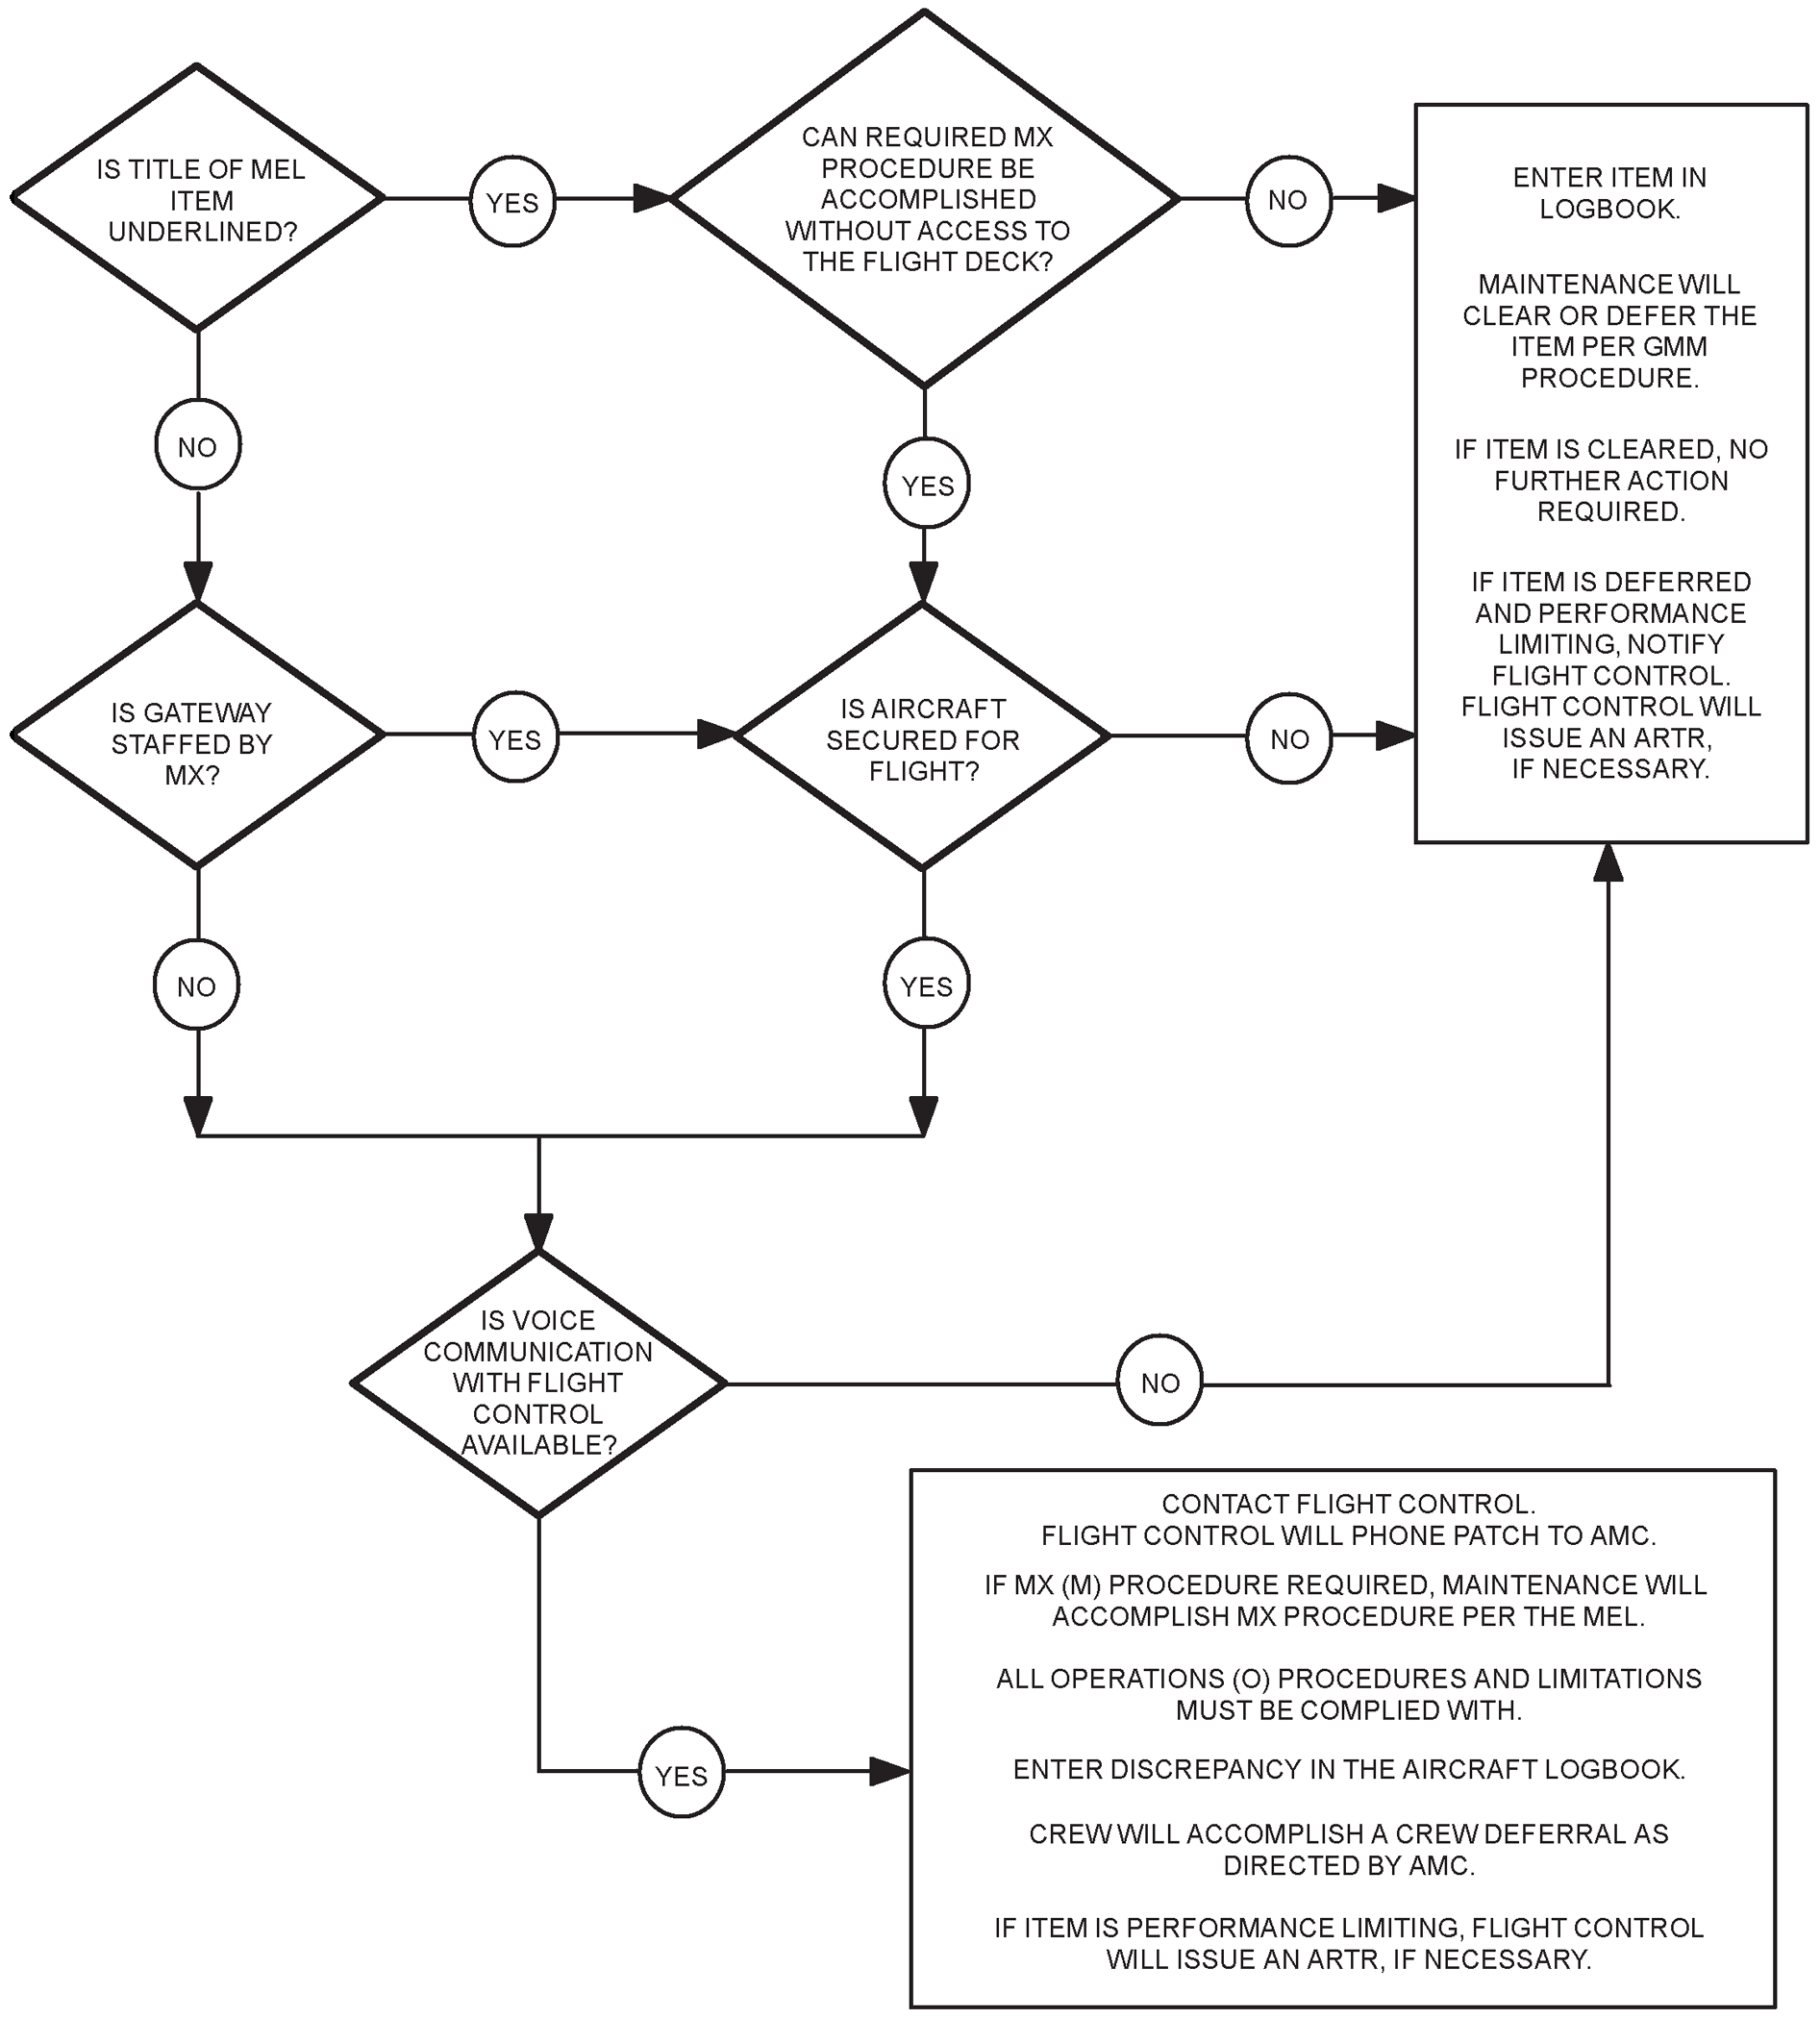 IS TITLE OF MEL
ITEM
UNDERLINED?
YES
CAN REQUIRED MX
PROCEDURE BE
ACCOMPLISHED
WITHOUT ACCESS TO
THE FLIGHT DECK?
NO
ENTER ITEM IN
LOGBOOK.
MAINTENANCE WILL
CLEAR OR DEFER THE
ITEM PER GMM
PROCEDURE.
IF ITEM IS CLEARED, NO
FURTHER ACTION
REQUIRED.
IF ITEM IS DEFERRED
AND PERFORMANCE
LIMITING, NOTIFY
FLIGHT CONTROL.
FLIGHT CONTROL WILL
ISSUE AN ARTR,
IF NECESSARY.
NO
YES
IS GATEWAY
STAFFED BY
MX?
YES
IS AIRCRAFT
SECURED FOR
FLIGHT?
NO
NO
YES
IS VOICE
COMMUNICATION
WITH FLIGHT
CONTROL
AVAILABLE?
NO
YES
CONTACT FLIGHT CONTROL.
FLIGHT CONTROL WILL PHONE PATCH TO AMC.
IF MX (M) PROCEDURE REQUIRED, MAINTENANCE WILL
ACCOMPLISH MX PROCEDURE PER THE MEL.
ALL OPERATIONS (O) PROCEDURES AND LIMITATIONS
MUST BE COMPLIED WITH.
ENTER DISCREPANCY IN THE AIRCRAFT LOGBOOK.
CREW WILL ACCOMPLISH A CREW DEFERRAL AS
DIRECTED BY AMC.
IF ITEM IS PERFORMANCE LIMITING, FLIGHT CONTROL
WILL ISSUE AN ARTR, IF NECESSARY.